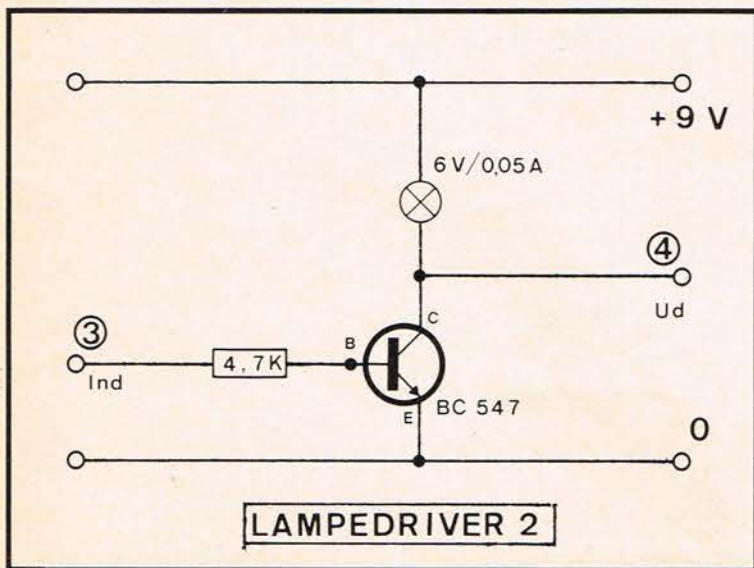 + 9 V
6V/0,05A
④
Ud
C
③
B
4,7K
Ind
E
BC 547
0
LAMPEDRIVER 2